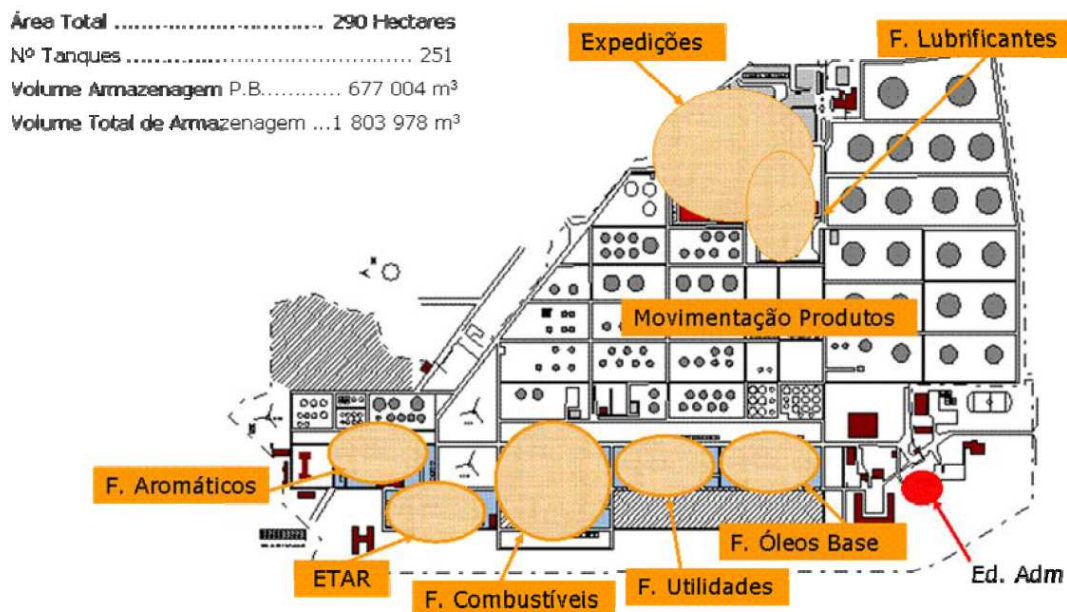 Área Total ........................... 290 Hectares
Nº Tanques ........................................ 251
Volume Armazenagem P.B............ 677 004 m³
Volume Total de Armazenagem ...1 803 978 m³
Expedições
F. Lubrificantes
Movimentação Produtos
F. Aromáticos
ETAR
F. Combustíveis
F. Utilidades
F. Óleos Base
Ed. Adm